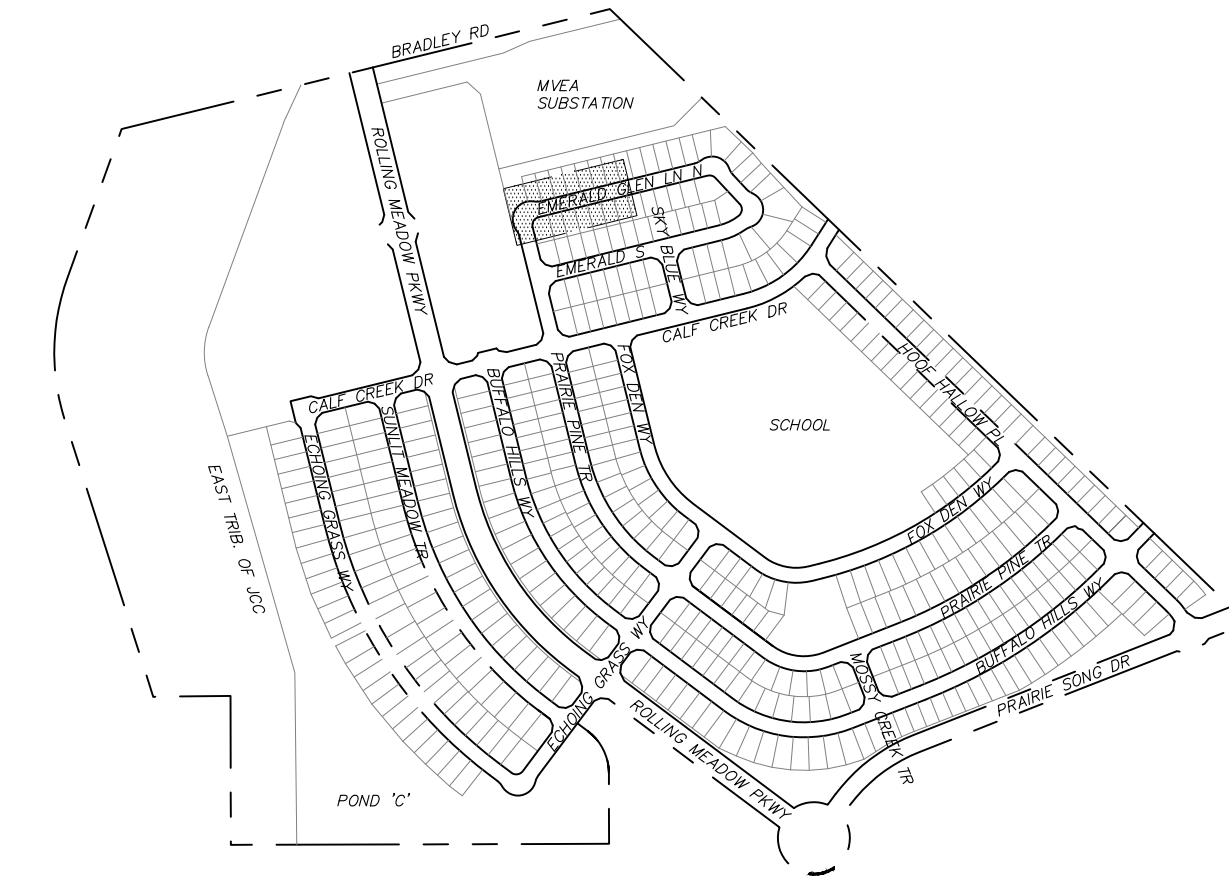 BRADLEY RD
MVEA
SUBSTATION
ROLLING MEADOW PKWY
EMERALD GLEN LN N
SKY BLUE WY
EMERALD S
CALF CREEK DR
CALF CREEK DR
HOOF HALLOW PL
FOX DEN WY
PRAIRIE PINE TR
BUFFALO HILLS WY
SUNLIT MEADOW TR
ECHOING GRASS WY
SCHOOL
EAST TRIB. OF JCC
FOX DEN WY
PRAIRIE PINE TR
BUFFALO HILLS WY
MOSSY CREEK TR
PRAIRIE SONG DR
ECHOING GRASS WY
ROLLING MEADOW PKWY
POND 'C'